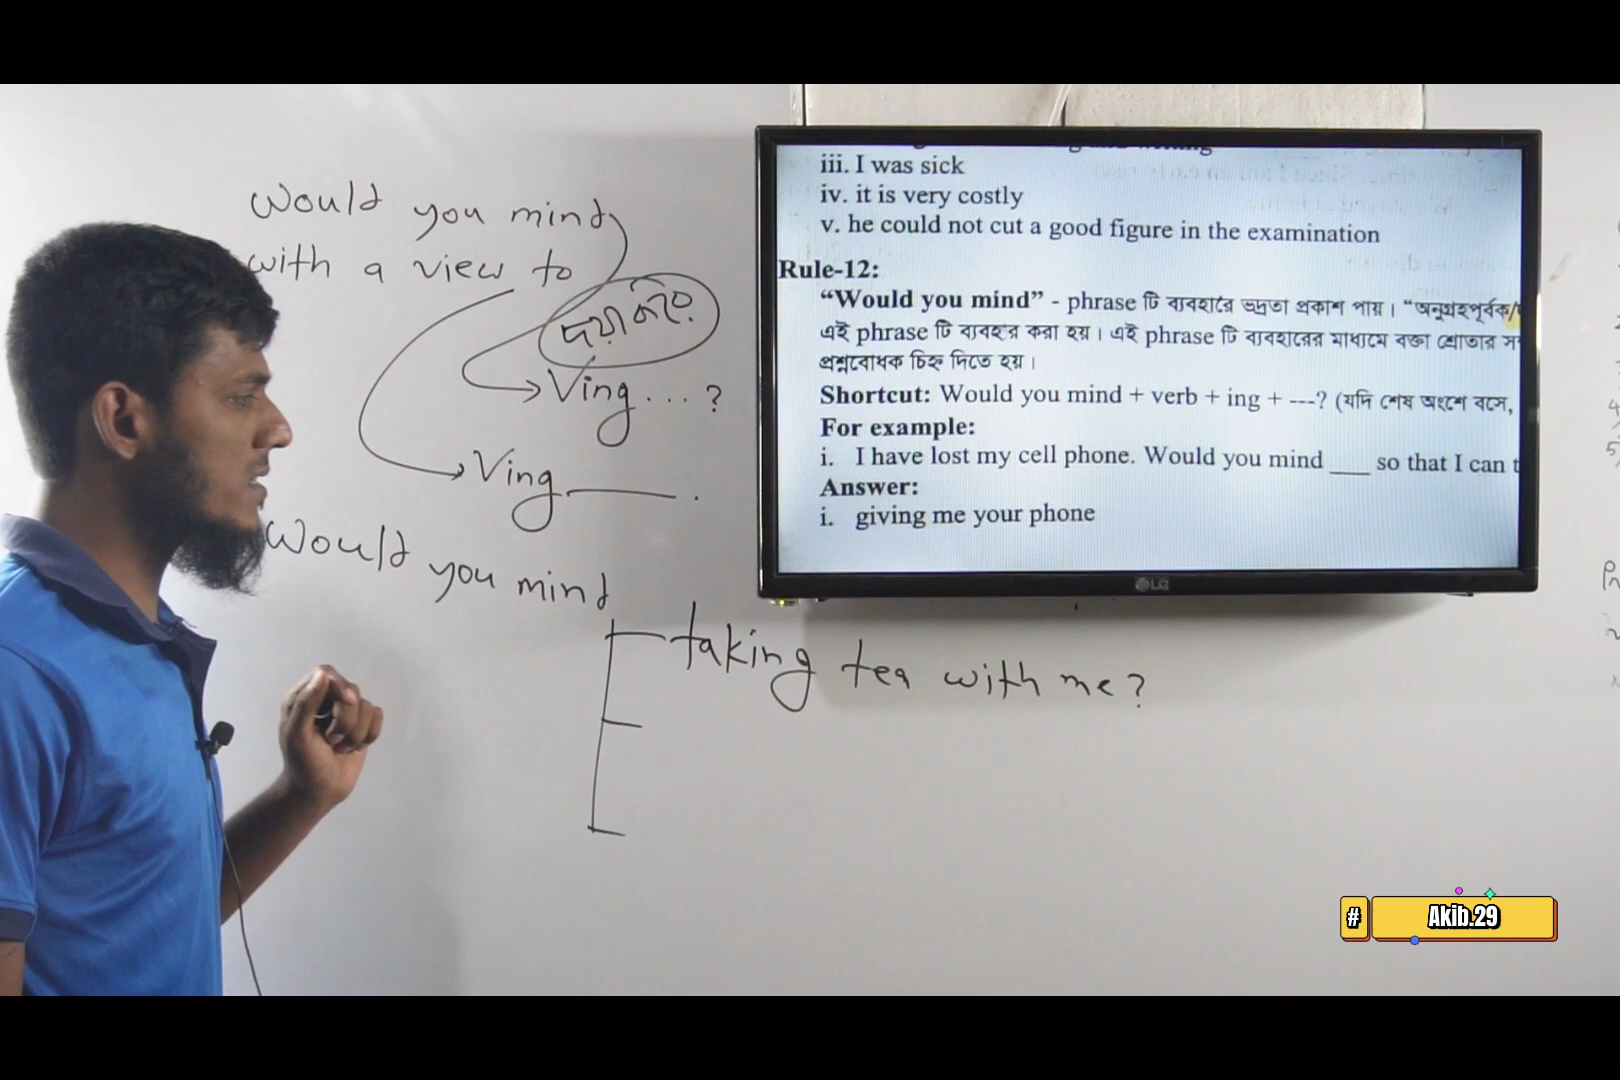 would you mind
with a view to
দয়া করে
Ving . . . ?
Ving .
would you mind
taking tea with me?
iii. I was sick
iv. it is very costly
v. he could not cut a good figure in the examination
Rule-12:
“Would you mind” - phrase টি ব্যবহারে ভদ্রতা প্রকাশ পায়। “অনুগ্রহপূর্বক/
এই phrase টি ব্যবহার করা হয়। এই phrase টি ব্যবহারের মাধ্যমে বক্তা শ্রোতার
প্রশ্নবোধক চিহ্ন দিতে হয়।
Shortcut: Would you mind + verb + ing + ---? (যদি শেষ অংশে বসে,
For example:
i. I have lost my cell phone. Would you mind ___ so that I can
Answer:
i. giving me your phone
LG
# Akib.29